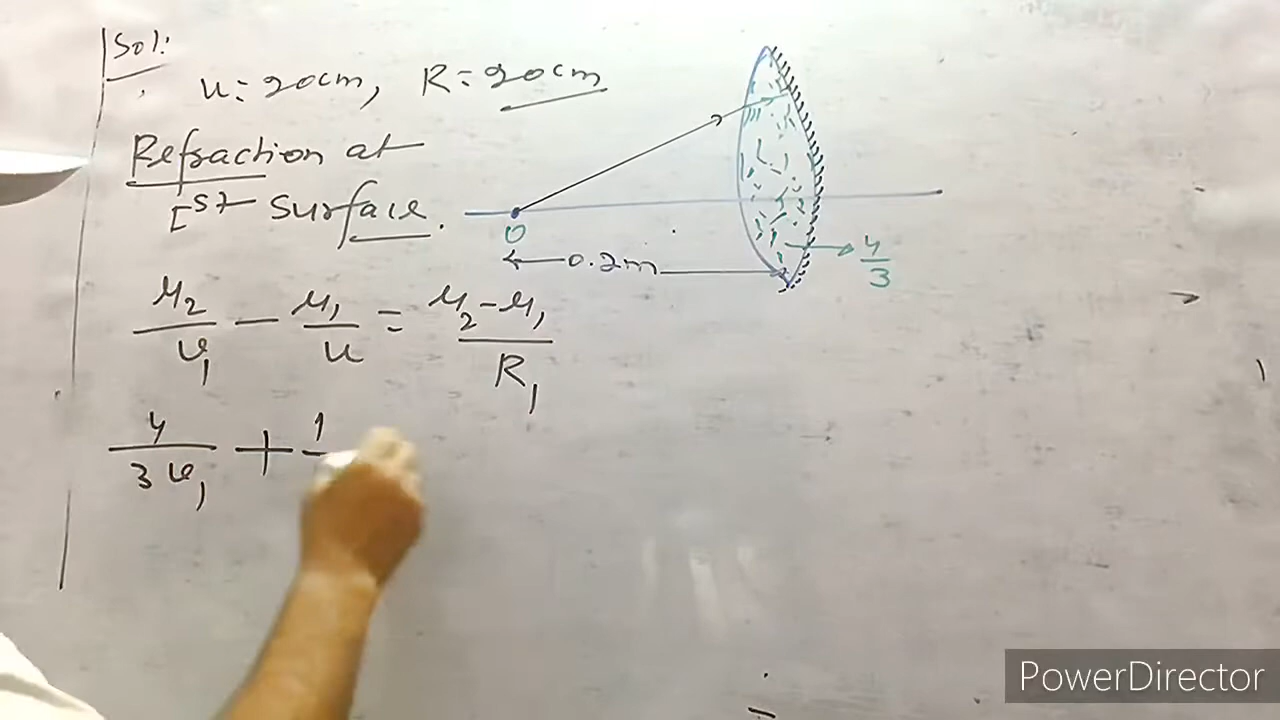 Sol:
u = 20cm, R = 20cm
Refraction at
Ist Surface.
μ2/v1 - μ1/u = μ2-μ1/R1
4/3v1 + 1
O
0.2m
4/3
PowerDirector